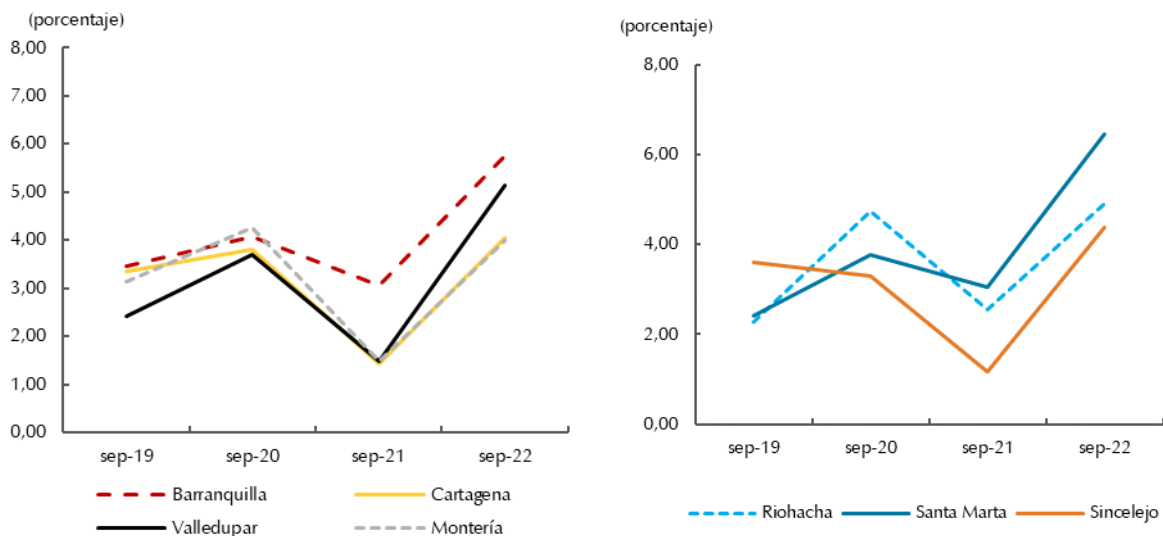 (porcentaje)
8,00
7,00
6,00
5,00
4,00
3,00
2,00
1,00
0,00
sep-19 sep-20 sep-21 sep-22
Barranquilla Cartagena
Valledupar Montería
(porcentaje)
8,00
6,00
4,00
2,00
0,00
sep-19 sep-20 sep-21 sep-22
Riohacha Santa Marta Sincelejo